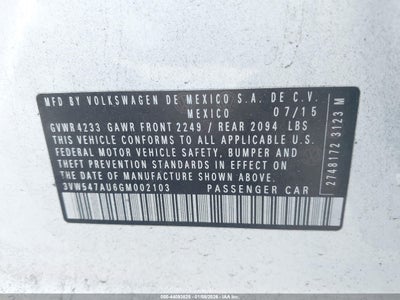 MFD BY VOLKSWAGEN DE MEXICO S.A. DE C.V.
MEXICO 07/15
GVWR 4233 GAWR FRONT 2249 / REAR 2094 LBS
THIS VEHICLE CONFORMS TO ALL APPLICABLE U.S.
FEDERAL MOTOR VEHICLE SAFETY, BUMPER AND
THEFT PREVENTION STANDARDS IN EFFECT ON
THE DATE OF MANUFACTURE SHOWN ABOVE.
3VW547AU6GM002103 PASSENGER CAR
2748172 3123 M